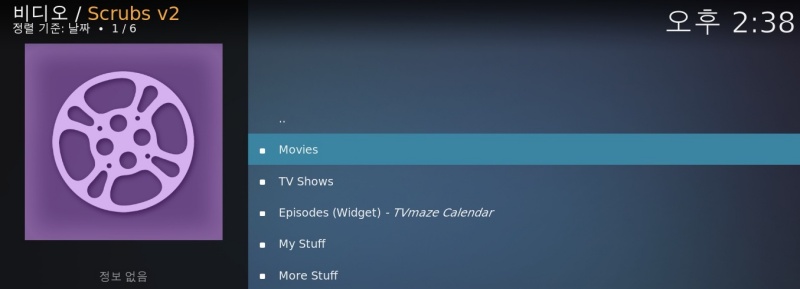 비디오 / Scrubs v2
정렬 기준: 날짜 • 1 / 6
오후 2:38
..
Movies
TV Shows
Episodes (Widget) - TVmaze Calendar
My Stuff
More Stuff
정보 없음